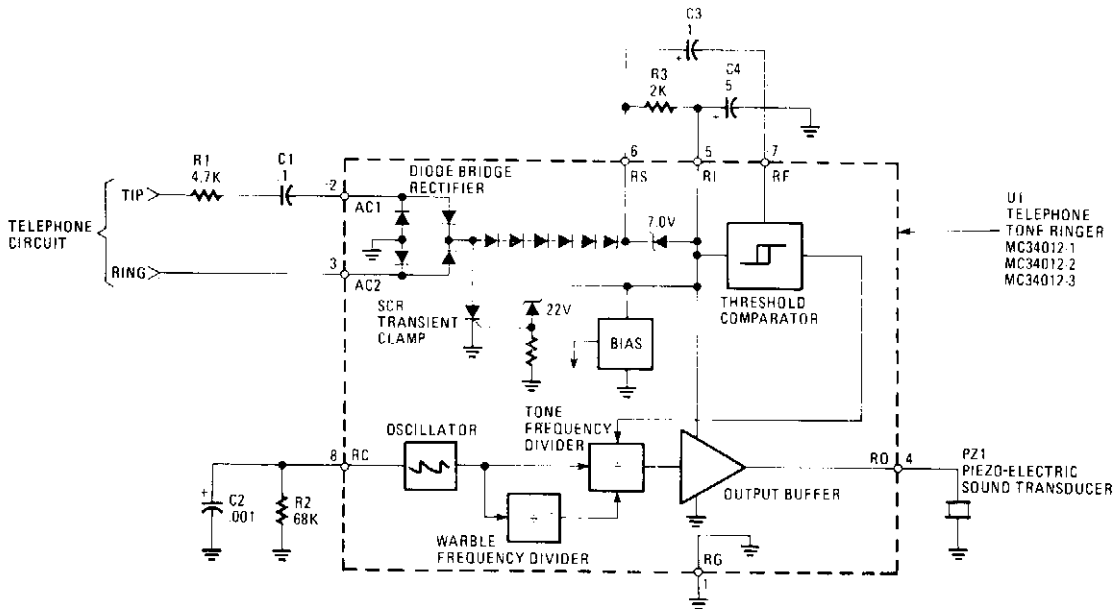 C3
1
+
R3
2K
C4
5
+
6
5
7
RS
RI
RF
TELEPHONE
CIRCUIT
TIP
RING
R1
4.7K
C1
.1
2
AC1
3
AC2
DIODE BRIDGE
RECTIFIER
7.0V
SCR
TRANSIENT
CLAMP
22V
BIAS
THRESHOLD
COMPARATOR
U1
TELEPHONE
TONE RINGER
MC34012-1
MC34012-2
MC34012-3
OSCILLATOR
TONE
FREQUENCY
DIVIDER
8
RC
+
C2
.001
R2
68K
÷
÷
WARBLE
FREQUENCY DIVIDER
OUTPUT BUFFER
RO
4
PZ1
PIEZO-ELECTRIC
SOUND TRANSDUCER
RG
1